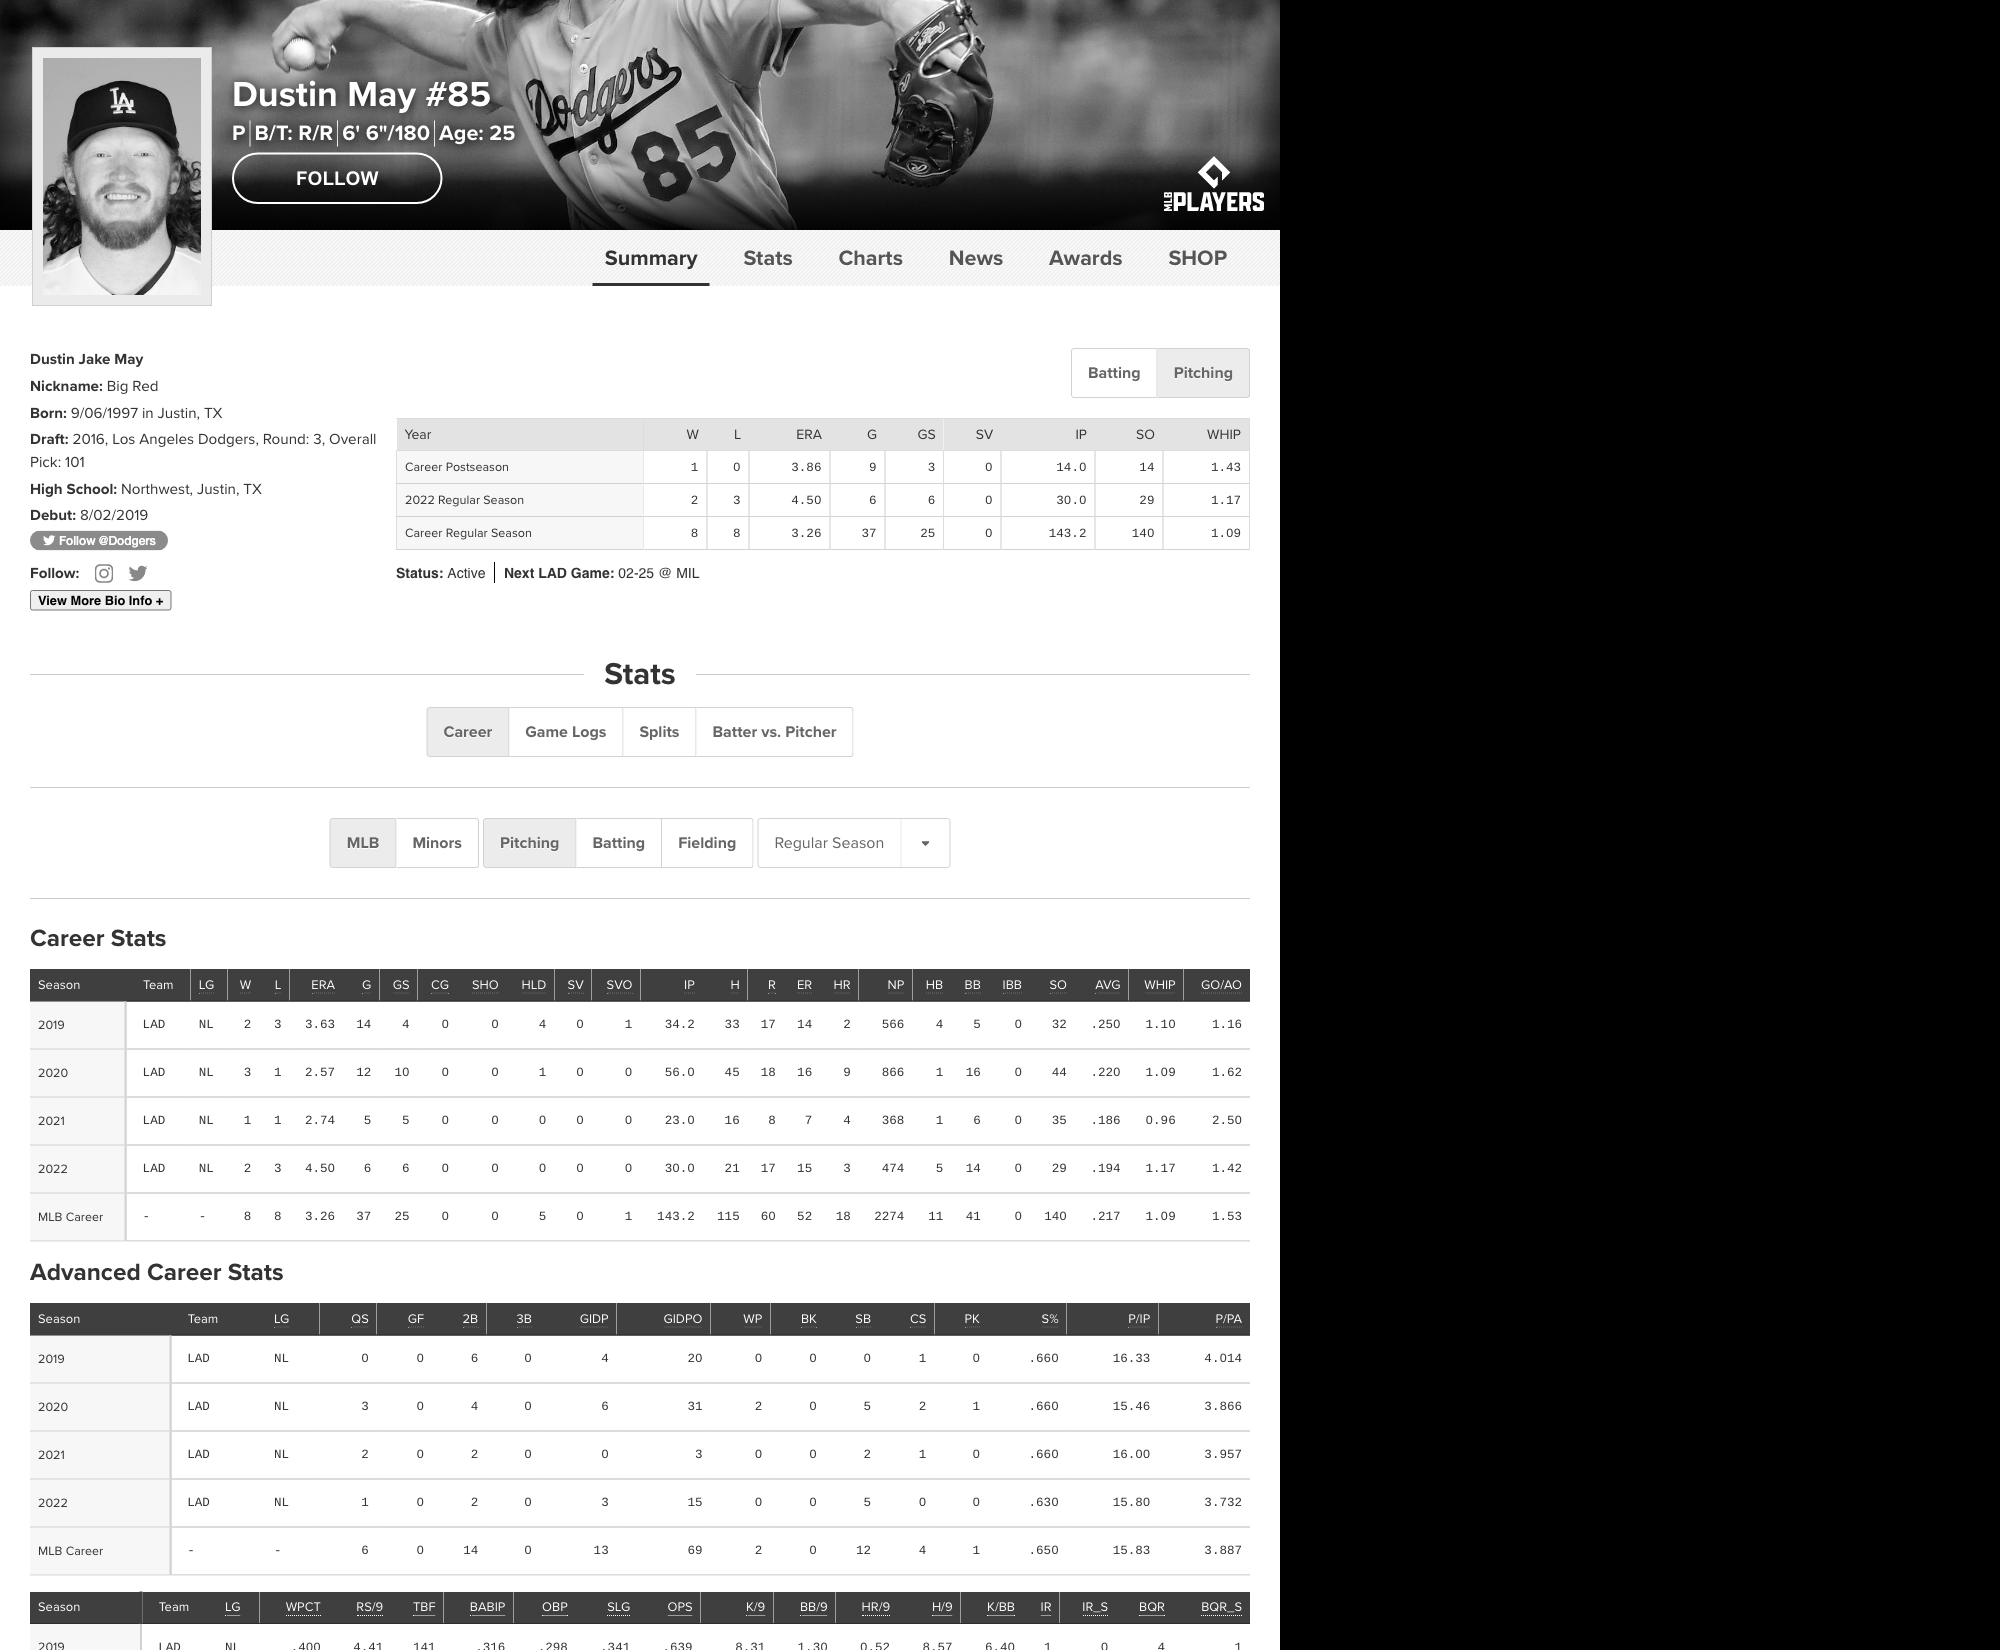 LA
Dodgers
85
Dustin May #85
P B/T: R/R 6' 6"/180 Age: 25
FOLLOW
MLB PLAYERS
Summary Stats Charts News Awards SHOP
Dustin Jake May
Nickname: Big Red
Born: 9/06/1997 in Justin, TX
Draft: 2016, Los Angeles Dodgers, Round: 3, Overall
Pick: 101
High School: Northwest, Justin, TX
Debut: 8/02/2019
Follow @Dodgers
Follow:
View More Bio Info +
Batting Pitching
Year W L ERA G GS SV IP SO WHIP
Career Postseason 1 0 3.86 9 3 0 14.0 14 1.43
2022 Regular Season 2 3 4.50 6 6 0 30.0 29 1.17
Career Regular Season 8 8 3.26 37 25 0 143.2 140 1.09
Status: Active Next LAD Game: 02-25 @ MIL
Stats
Career Game Logs Splits Batter vs. Pitcher
MLB Minors Pitching Batting Fielding Regular Season
Career Stats
Season Team LG W L ERA G GS CG SHO HLD SV SVO IP H R ER HR NP HB BB IBB SO AVG WHIP GO/AO
2019 LAD NL 2 3 3.63 14 4 0 0 4 0 1 34.2 33 17 14 2 566 4 5 0 32 .250 1.10 1.16
2020 LAD NL 3 1 2.57 12 10 0 0 1 0 0 56.0 45 18 16 9 866 1 16 0 44 .220 1.09 1.62
2021 LAD NL 1 1 2.74 5 5 0 0 0 0 0 23.0 16 8 7 4 368 1 6 0 35 .186 0.96 2.50
2022 LAD NL 2 3 4.50 6 6 0 0 0 0 0 30.0 21 17 15 3 474 5 14 0 29 .194 1.17 1.42
MLB Career - - 8 8 3.26 37 25 0 0 5 0 1 143.2 115 60 52 18 2274 11 41 0 140 .217 1.09 1.53
Advanced Career Stats
Season Team LG QS GF 2B 3B GIDP GIDPO WP BK SB CS PK S% P/IP P/PA
2019 LAD NL 0 0 6 0 4 20 0 0 0 1 0 .660 16.33 4.014
2020 LAD NL 3 0 4 0 6 31 2 0 5 2 1 .660 15.46 3.866
2021 LAD NL 2 0 2 0 0 3 0 0 2 1 0 .660 16.00 3.957
2022 LAD NL 1 0 2 0 3 15 0 0 5 0 0 .630 15.80 3.732
MLB Career - - 6 0 14 0 13 69 2 0 12 4 1 .650 15.83 3.887
Season Team LG WPCT RS/9 TBF BABIP OBP SLG OPS K/9 BB/9 HR/9 H/9 K/BB IR IR_S BQR BQR_S
2019 LAD NL .400 4.41 141 .316 .298 .341 .639 8.31 1.30 0.52 8.57 6.40 1 0 4 1